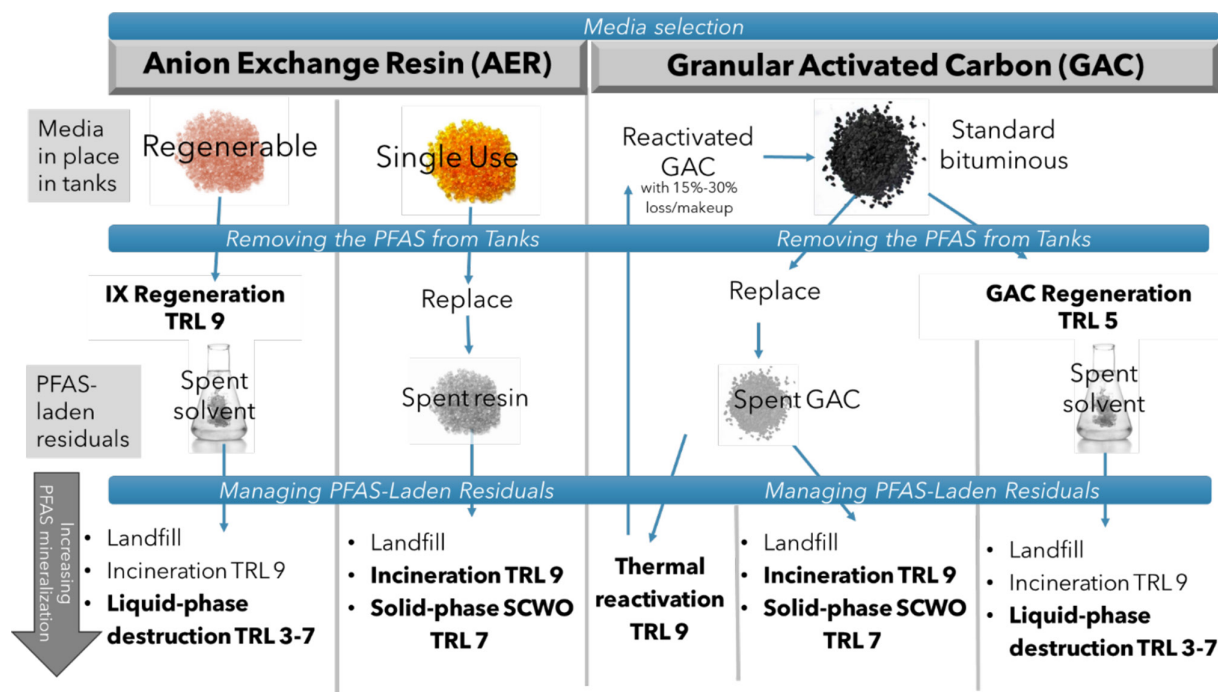 Media selection
Anion Exchange Resin (AER)
Granular Activated Carbon (GAC)
Media
in place
in tanks
Regenerable
Single Use
Reactivated
GAC
with 15%-30%
loss/makeup
Standard
bituminous
Removing the PFAS from Tanks
Removing the PFAS from Tanks
IX Regeneration
TRL 9
Replace
Replace
GAC Regeneration
TRL 5
PFAS-
laden
residuals
Spent
solvent
Spent resin
Spent GAC
Spent
solvent
Managing PFAS-Laden Residuals
Managing PFAS-Laden Residuals
Increasing
PFAS mineralization
• Landfill
• Incineration TRL 9
• Liquid-phase
destruction TRL 3-7
• Landfill
• Incineration TRL 9
• Solid-phase SCWO
TRL 7
Thermal
reactivation
TRL 9
• Landfill
• Incineration TRL 9
• Solid-phase SCWO
TRL 7
• Landfill
• Incineration TRL 9
• Liquid-phase
destruction TRL 3-7